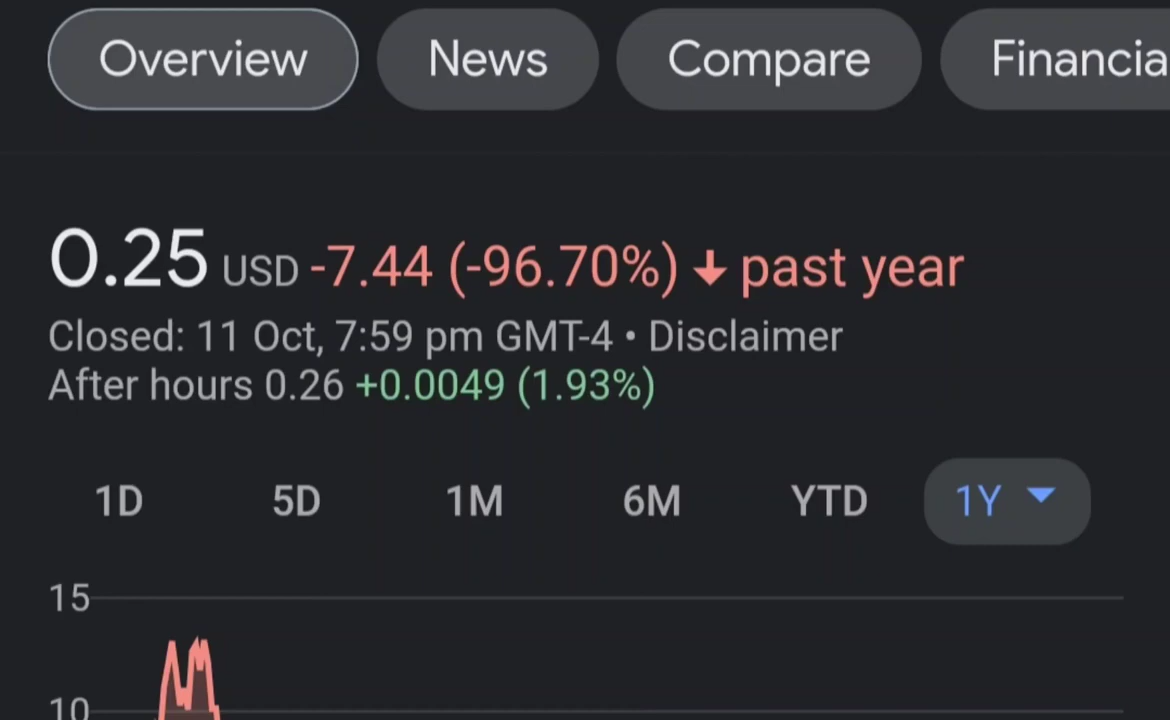 Overview News Compare Financia
0.25 USD -7.44 (-96.70%) ↓ past year
Closed: 11 Oct, 7:59 pm GMT-4 • Disclaimer
After hours 0.26 +0.0049 (1.93%)
1D 5D 1M 6M YTD 1Y
15
10